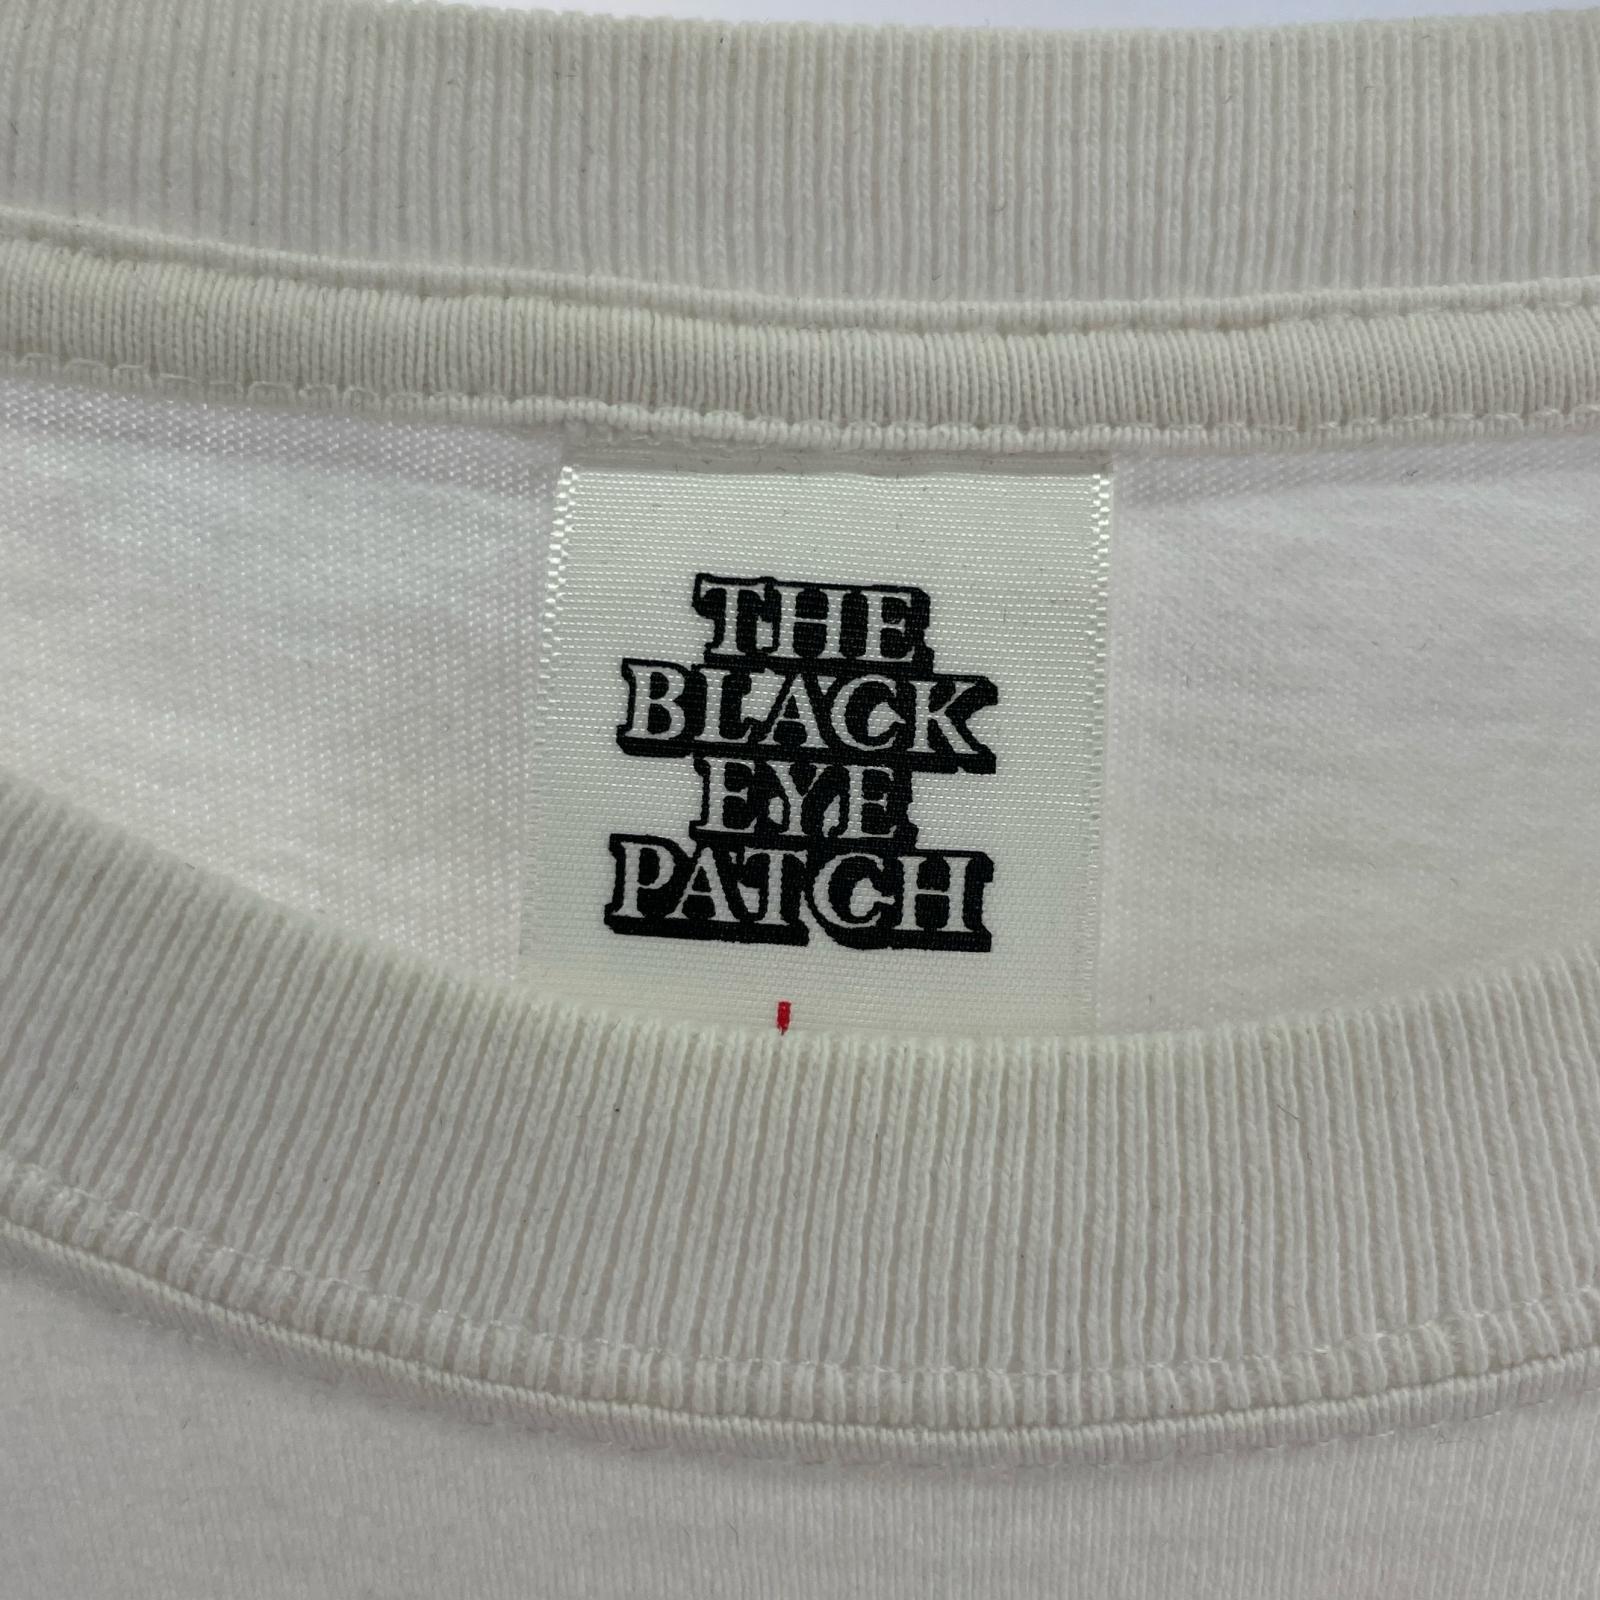 THE
BLACK
EYE
PATCH